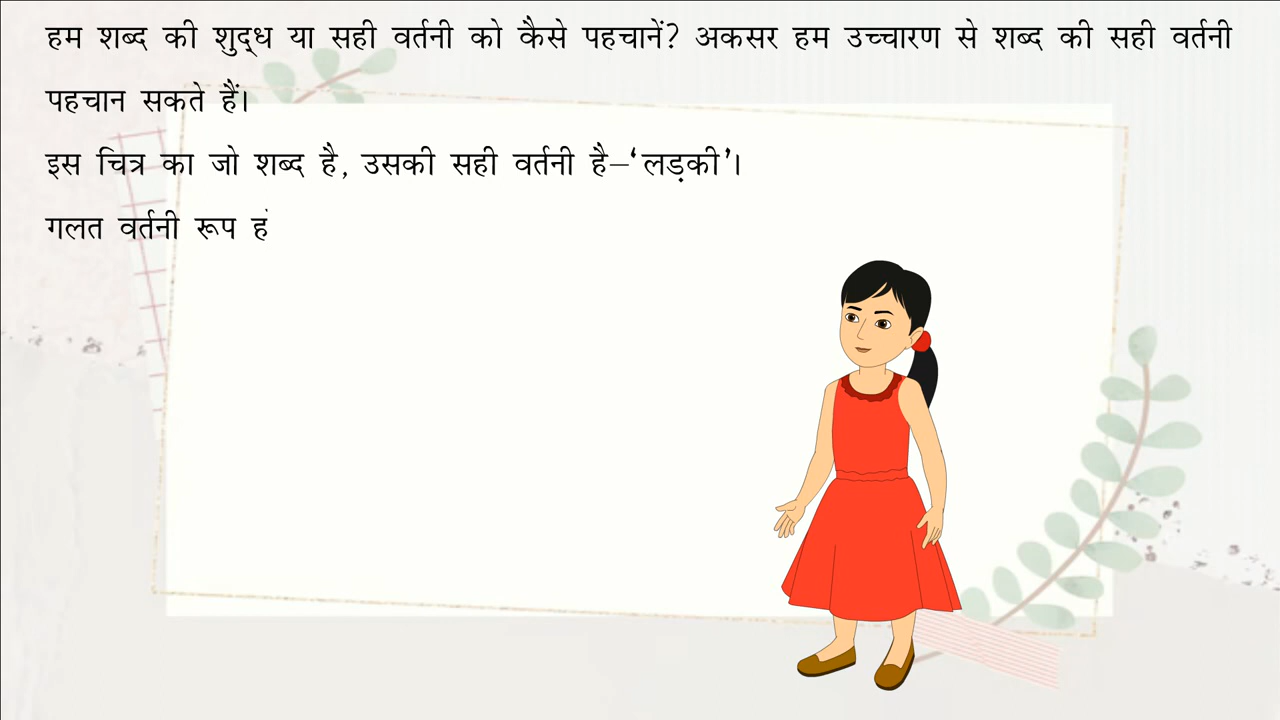 हम शब्द की शुद्ध या सही वर्तनी को कैसे पहचानें? अकसर हम उच्चारण से शब्द की सही वर्तनी
पहचान सकते हैं।
इस चित्र का जो शब्द है, उसकी सही वर्तनी है–‘लड़की’।
गलत वर्तनी रूप हं